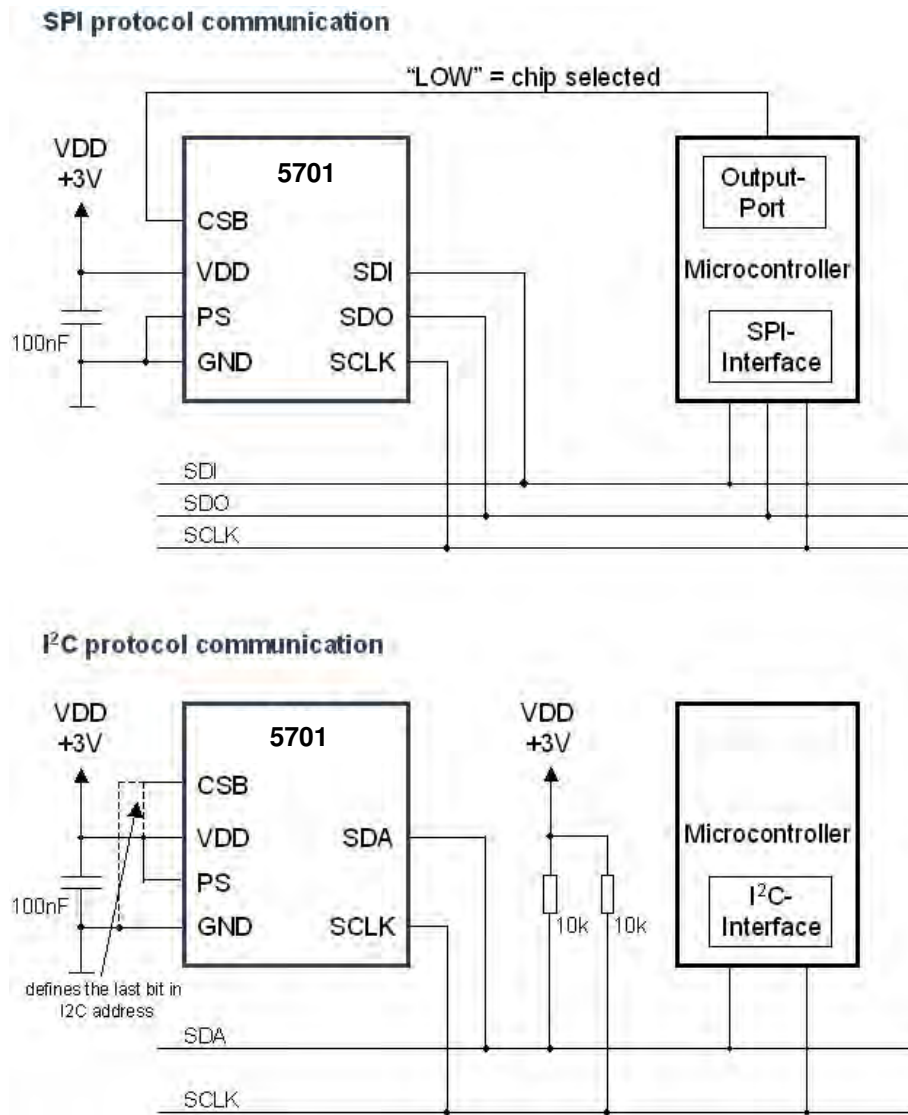 SPI protocol communication
"LOW" = chip selected
VDD
+3V
5701
CSB
VDD
PS
GND
SDI
SDO
SCLK
100nF
Output-
Port
Microcontroller
SPI-
Interface
SDI
SDO
SCLK
I²C protocol communication
VDD
+3V
5701
CSB
VDD
PS
GND
SDA
SCLK
100nF
defines the last bit in
I2C address
VDD
+3V
10k
10k
Microcontroller
I²C-
Interface
SDA
SCLK